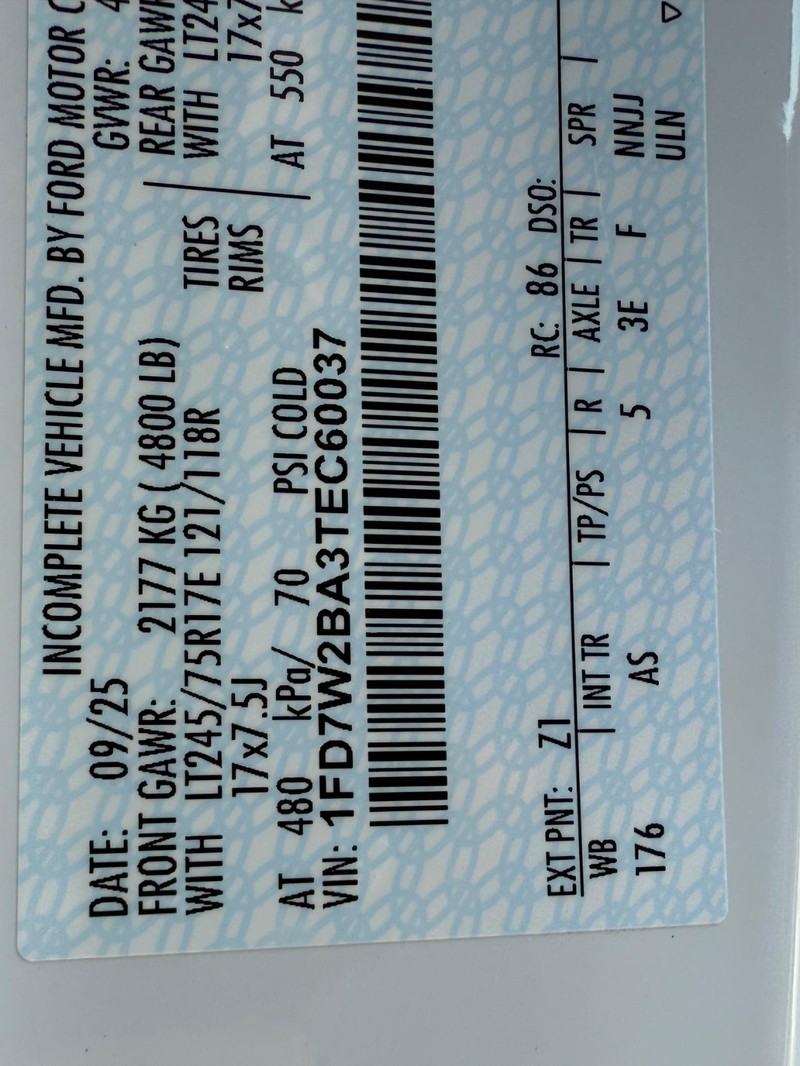 INCOMPLETE VEHICLE MFD. BY FORD MOTOR
DATE: 09/25 GVWR:
FRONT GAWR: 2177 KG ( 4800 LB) REAR GAWR
WITH LT245/75R17E 121/118R TIRES WITH LT24
17x7.5J RIMS 17x7
AT 480 kPa/ 70 PSI COLD AT 550
VIN: 1FD7W2BA3TEC60037
EXT PNT: Z1 RC: 86 DSO:
WB | INT TR | TP/PS | R | AXLE | TR | SPR |
176 AS 5 3E F NNJJ
ULN